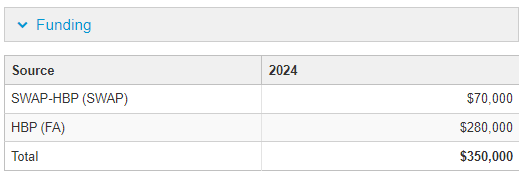 Funding
Source 2024
SWAP-HBP (SWAP) $70,000
HBP (FA) $280,000
Total $350,000